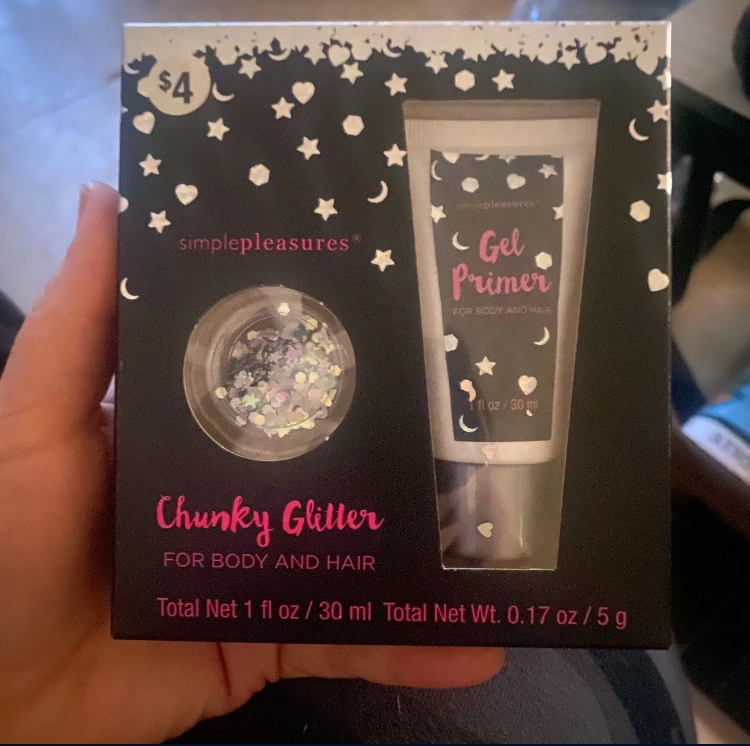 $4
simplepleasures®
simplepleasures®
Gel
Primer
FOR BODY AND HAIR
1 fl oz / 30 ml
Chunky Glitter
FOR BODY AND HAIR
Total Net 1 fl oz / 30 ml Total Net Wt. 0.17 oz / 5 g